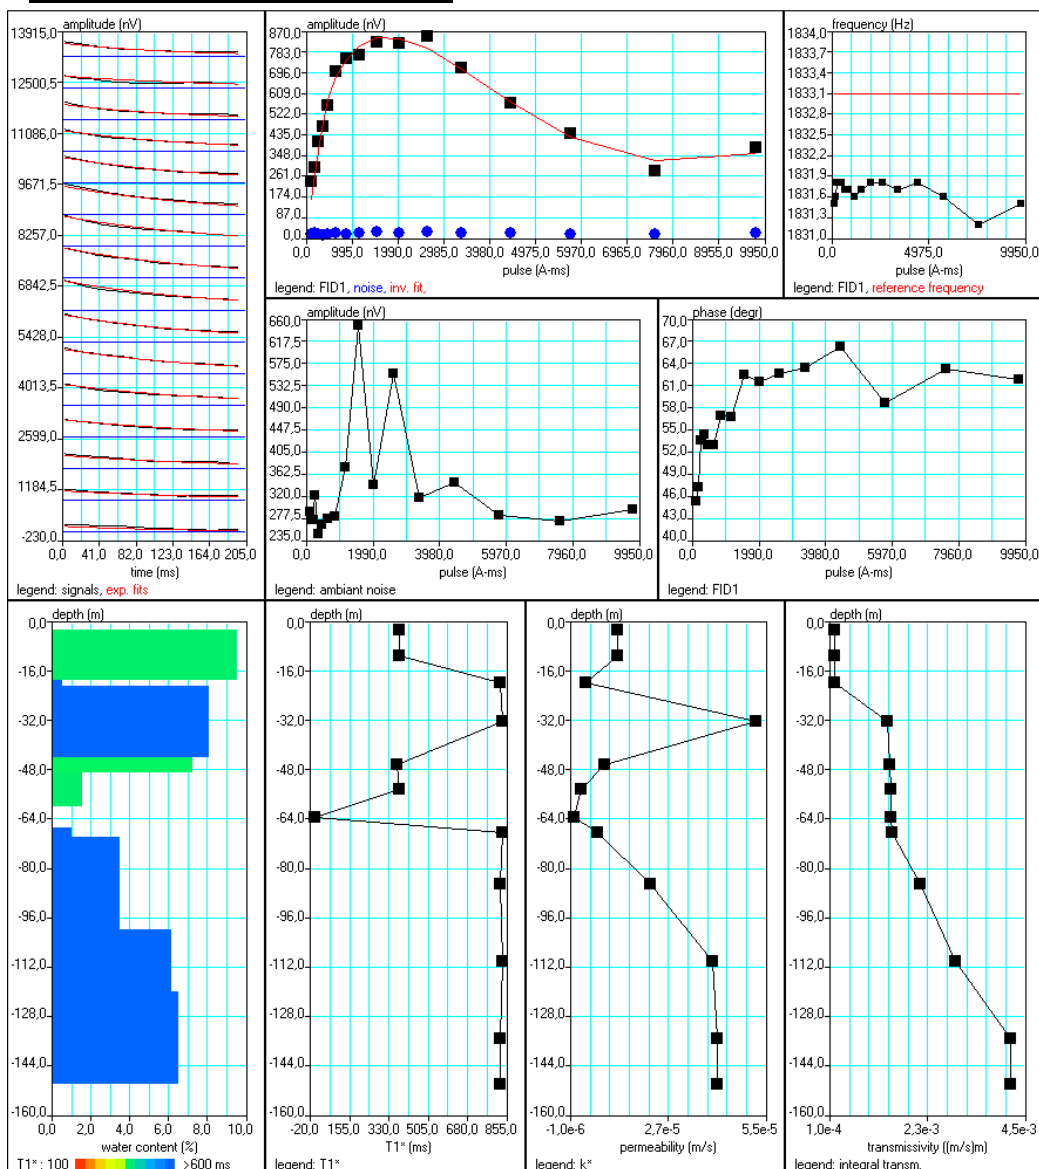 amplitude (nV)
13915,0
12500,5
11086,0
9671,5
8257,0
6842,5
5428,0
4013,5
2599,0
1184,5
-230,0
0,0 41,0 82,0 123,0 164,0 205,0
time (ms)
legend: signals, exp. fits
amplitude (nV)
870,0
783,0
696,0
609,0
522,0
435,0
348,0
261,0
174,0
87,0
0,0
0,0 995,0 2985,0 4975,0 6965,0 8955,0 9950,0
pulse (A-ms)
legend: FID1, noise, inv. fit,
frequency (Hz)
1834,0
1833,7
1833,4
1833,1
1832,8
1832,5
1832,2
1831,9
1831,6
1831,3
1831,0
0,0 4975,0 9950,0
pulse (A-ms)
legend: FID1, reference frequency
amplitude (nV)
660,0
617,5
575,0
532,5
490,0
447,5
405,0
362,5
320,0
277,5
235,0
0,0 1990,0 3980,0 5970,0 7960,0 9950,0
pulse (A-ms)
legend: ambiant noise
phase (degr)
70,0
67,0
64,0
61,0
58,0
55,0
52,0
49,0
46,0
43,0
40,0
0,0 1990,0 3980,0 5970,0 7960,0 9950,0
pulse (A-ms)
legend: FID1
depth (m)
0,0
-16,0
-32,0
-48,0
-64,0
-80,0
-96,0
-112,0
-128,0
-144,0
-160,0
0,0 2,0 4,0 6,0 8,0 10,0
water content (%)
T1* : 100 >600 ms
depth (m)
0,0
-16,0
-32,0
-48,0
-64,0
-80,0
-96,0
-112,0
-128,0
-144,0
-160,0
-20,0 155,0 330,0 505,0 680,0 855,0
T1* (ms)
legend: T1*
depth (m)
0,0
-16,0
-32,0
-48,0
-64,0
-80,0
-96,0
-112,0
-128,0
-144,0
-160,0
-1,0e-6 2,7e-5 5,5e-5
permeability (m/s)
legend: k*
depth (m)
0,0
-16,0
-32,0
-48,0
-64,0
-80,0
-96,0
-112,0
-128,0
-144,0
-160,0
1,0e-4 2,3e-3 4,5e-3
transmissivity ((m/s)m)
legend: integral transm.